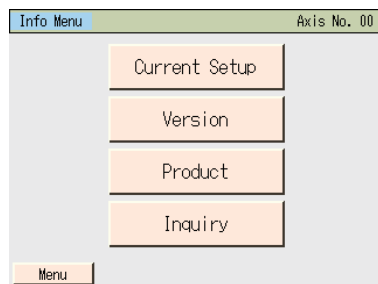 Info Menu Axis No. 00
Current Setup
Version
Product
Inquiry
Menu